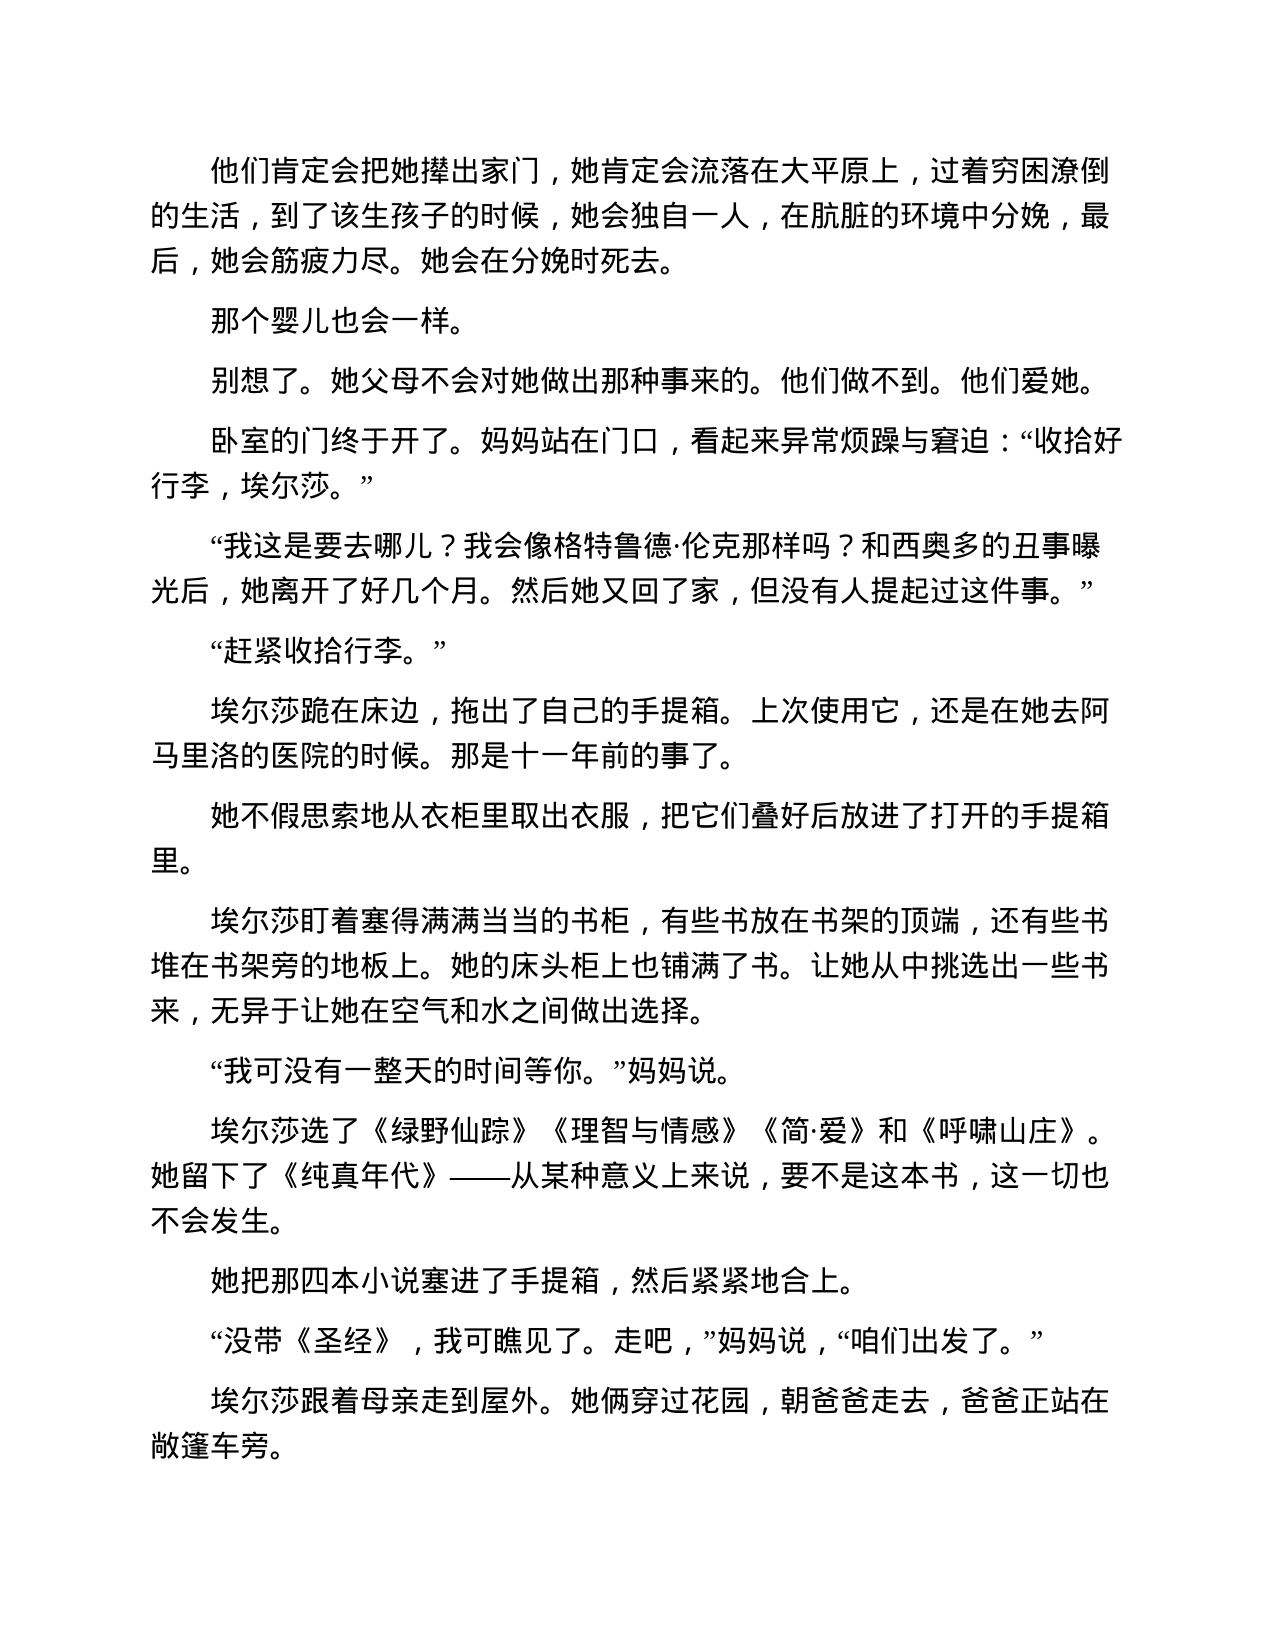 他们肯定会把她撵出家门，她肯定会流落在大平原上，过着穷困潦倒
的生活，到了该生孩子的时候，她会独自一人，在肮脏的环境中分娩，最
后，她会筋疲力尽。她会在分娩时死去。
那个婴儿也会一样。
别想了。她父母不会对她做出那种事来的。他们做不到。他们爱她。
卧室的门终于开了。妈妈站在门口，看起来异常烦躁与窘迫：“收拾好
行李，埃尔莎。”
“我这是要去哪儿？我会像格特鲁德·伦克那样吗？和西奥多的丑事曝
光后，她离开了好几个月。然后她又回了家，但没有人提起过这件事。”
“赶紧收拾行李。”
埃尔莎跪在床边，拖出了自己的手提箱。上次使用它，还是在她去阿
马里洛的医院的时候。那是十一年前的事了。
她不假思索地从衣柜里取出衣服，把它们叠好后放进了打开的手提箱
里。
埃尔莎盯着塞得满满当当的书柜，有些书放在书架的顶端，还有些书
堆在书架旁的地板上。她的床头柜上也铺满了书。让她从中挑选出一些书
来，无异于让她在空气和水之间做出选择。
“我可没有一整天的时间等你。”妈妈说。
埃尔莎选了《绿野仙踪》《理智与情感》《简·爱》和《呼啸山庄》。
她留下了《纯真年代》——从某种意义上来说，要不是这本书，这一切也
不会发生。
她把那四本小说塞进了手提箱，然后紧紧地合上。
“没带《圣经》，我可瞧见了。走吧，”妈妈说，“咱们出发了。”
埃尔莎跟着母亲走到屋外。她俩穿过花园，朝爸爸走去，爸爸正站在
敞篷车旁。